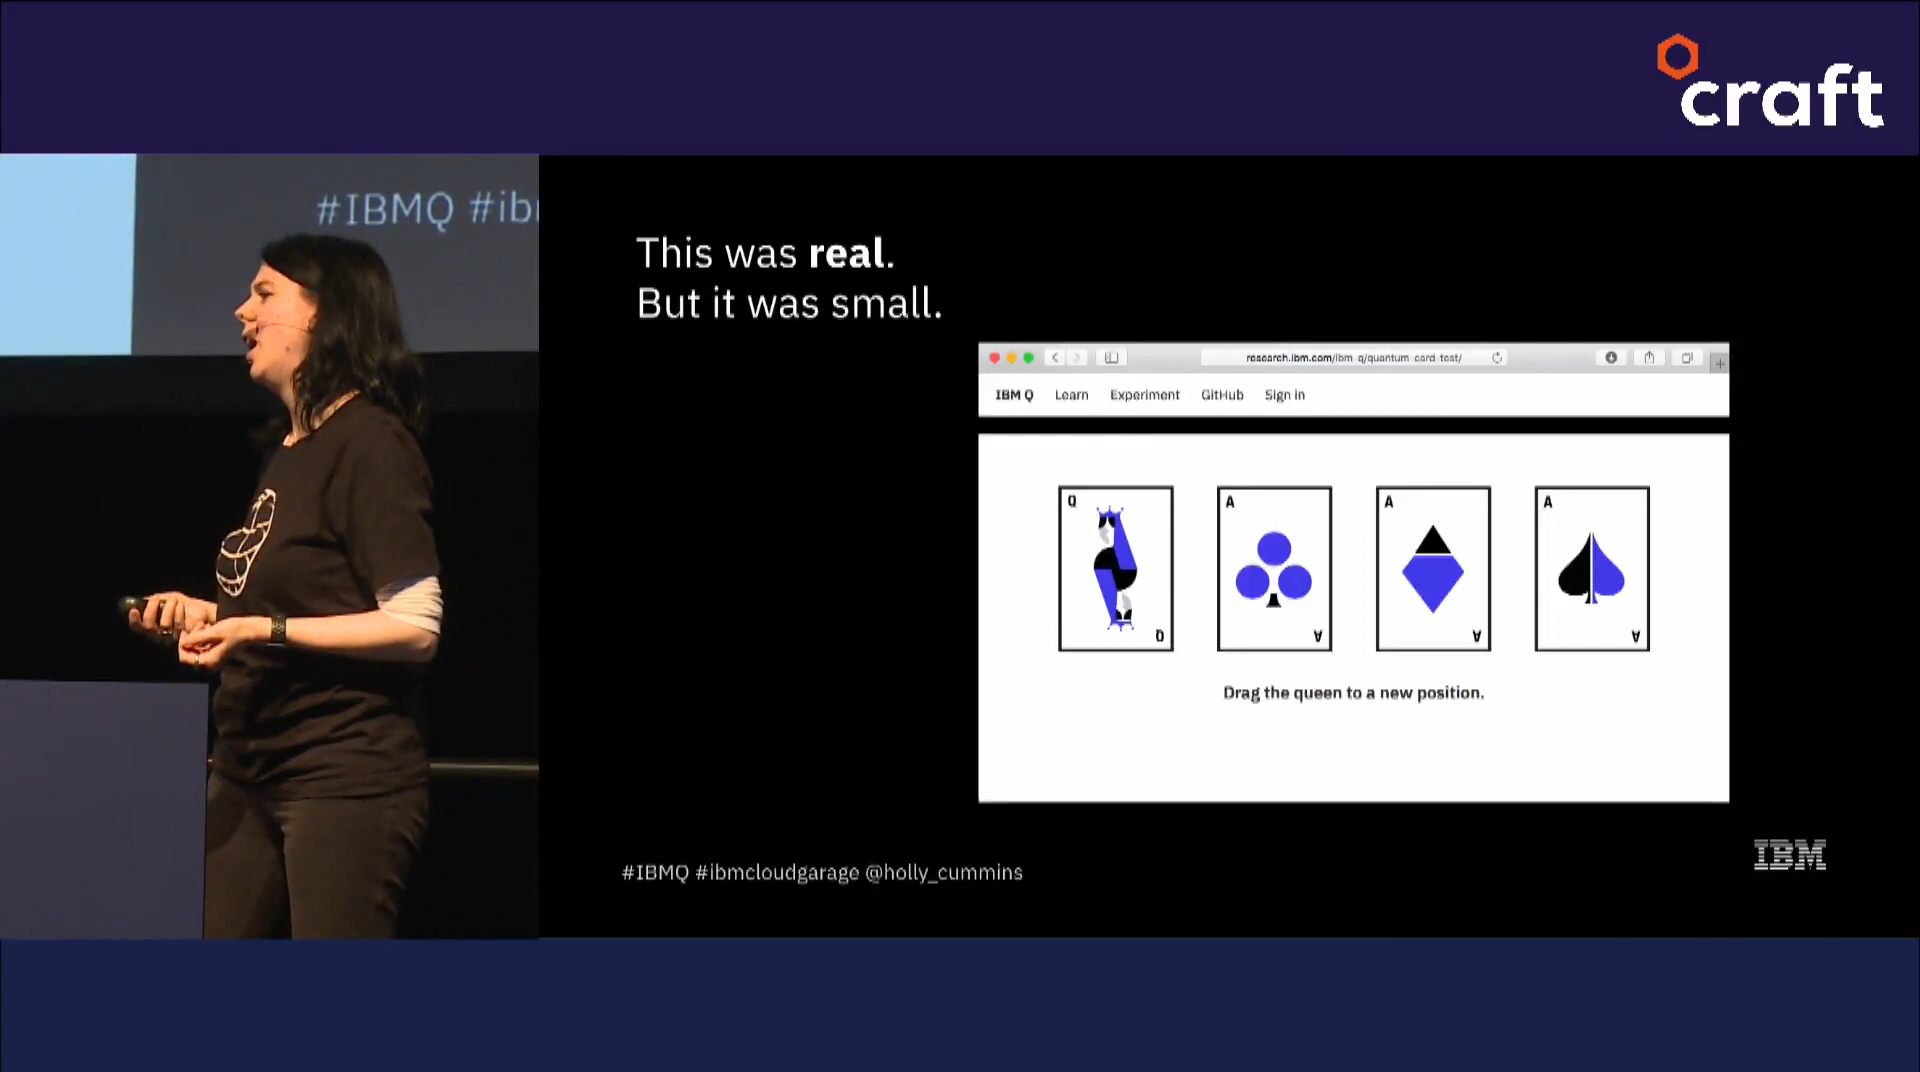 craft
#IBMQ #ib
This was real.
But it was small.
research.ibm.com/ibm-q/quantum-card-test/
IBM Q Learn Experiment GitHub Sign in
Q A A A
Q A A A
Drag the queen to a new position.
#IBMQ #ibmcloudgarage @holly_cummins
IBM